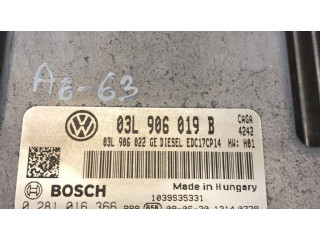 A6-63
03L 906 019 B
CAGA
4242
03L 906 022 GE DIESEL EDC17CP14 HW: H01
BOSCH
Made in Hungary
1039S35331
0 281 016 366